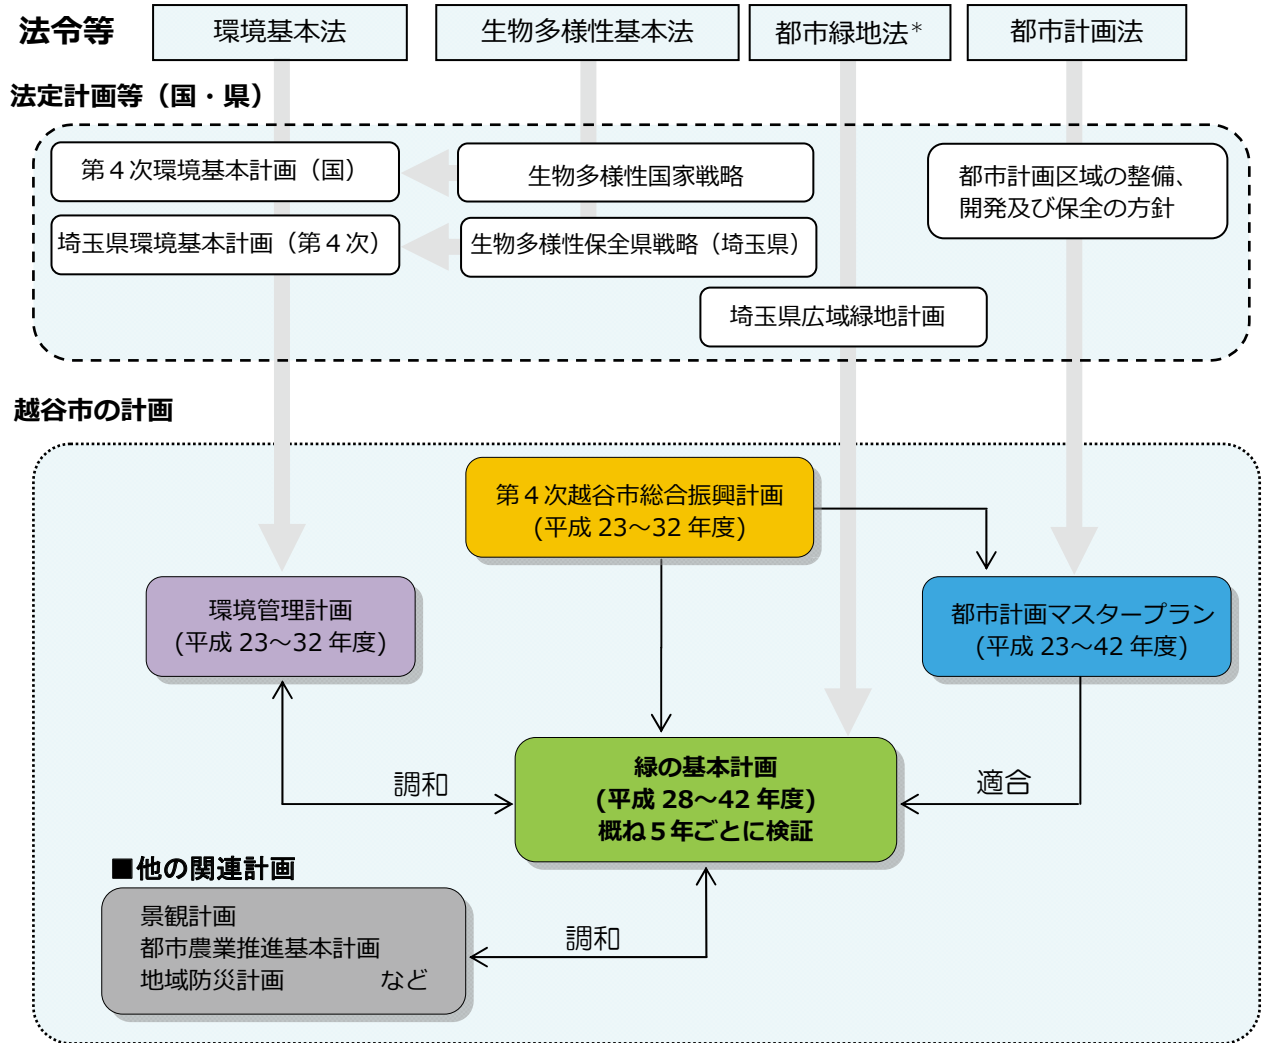 法令等
環境基本法
生物多様性基本法
都市緑地法*
都市計画法
法定計画等（国・県）
第４次環境基本計画（国）
生物多様性国家戦略
都市計画区域の整備、
開発及び保全の方針
埼玉県環境基本計画（第４次）
生物多様性保全県戦略（埼玉県）
埼玉県広域緑地計画
越谷市の計画
第４次越谷市総合振興計画
(平成 23～32 年度)
環境管理計画
(平成 23～32 年度)
都市計画マスタープラン
(平成 23～42 年度)
緑の基本計画
(平成 28～42 年度)
概ね５年ごとに検証
調和
適合
■他の関連計画
景観計画
都市農業推進基本計画
地域防災計画　　　　など
調和